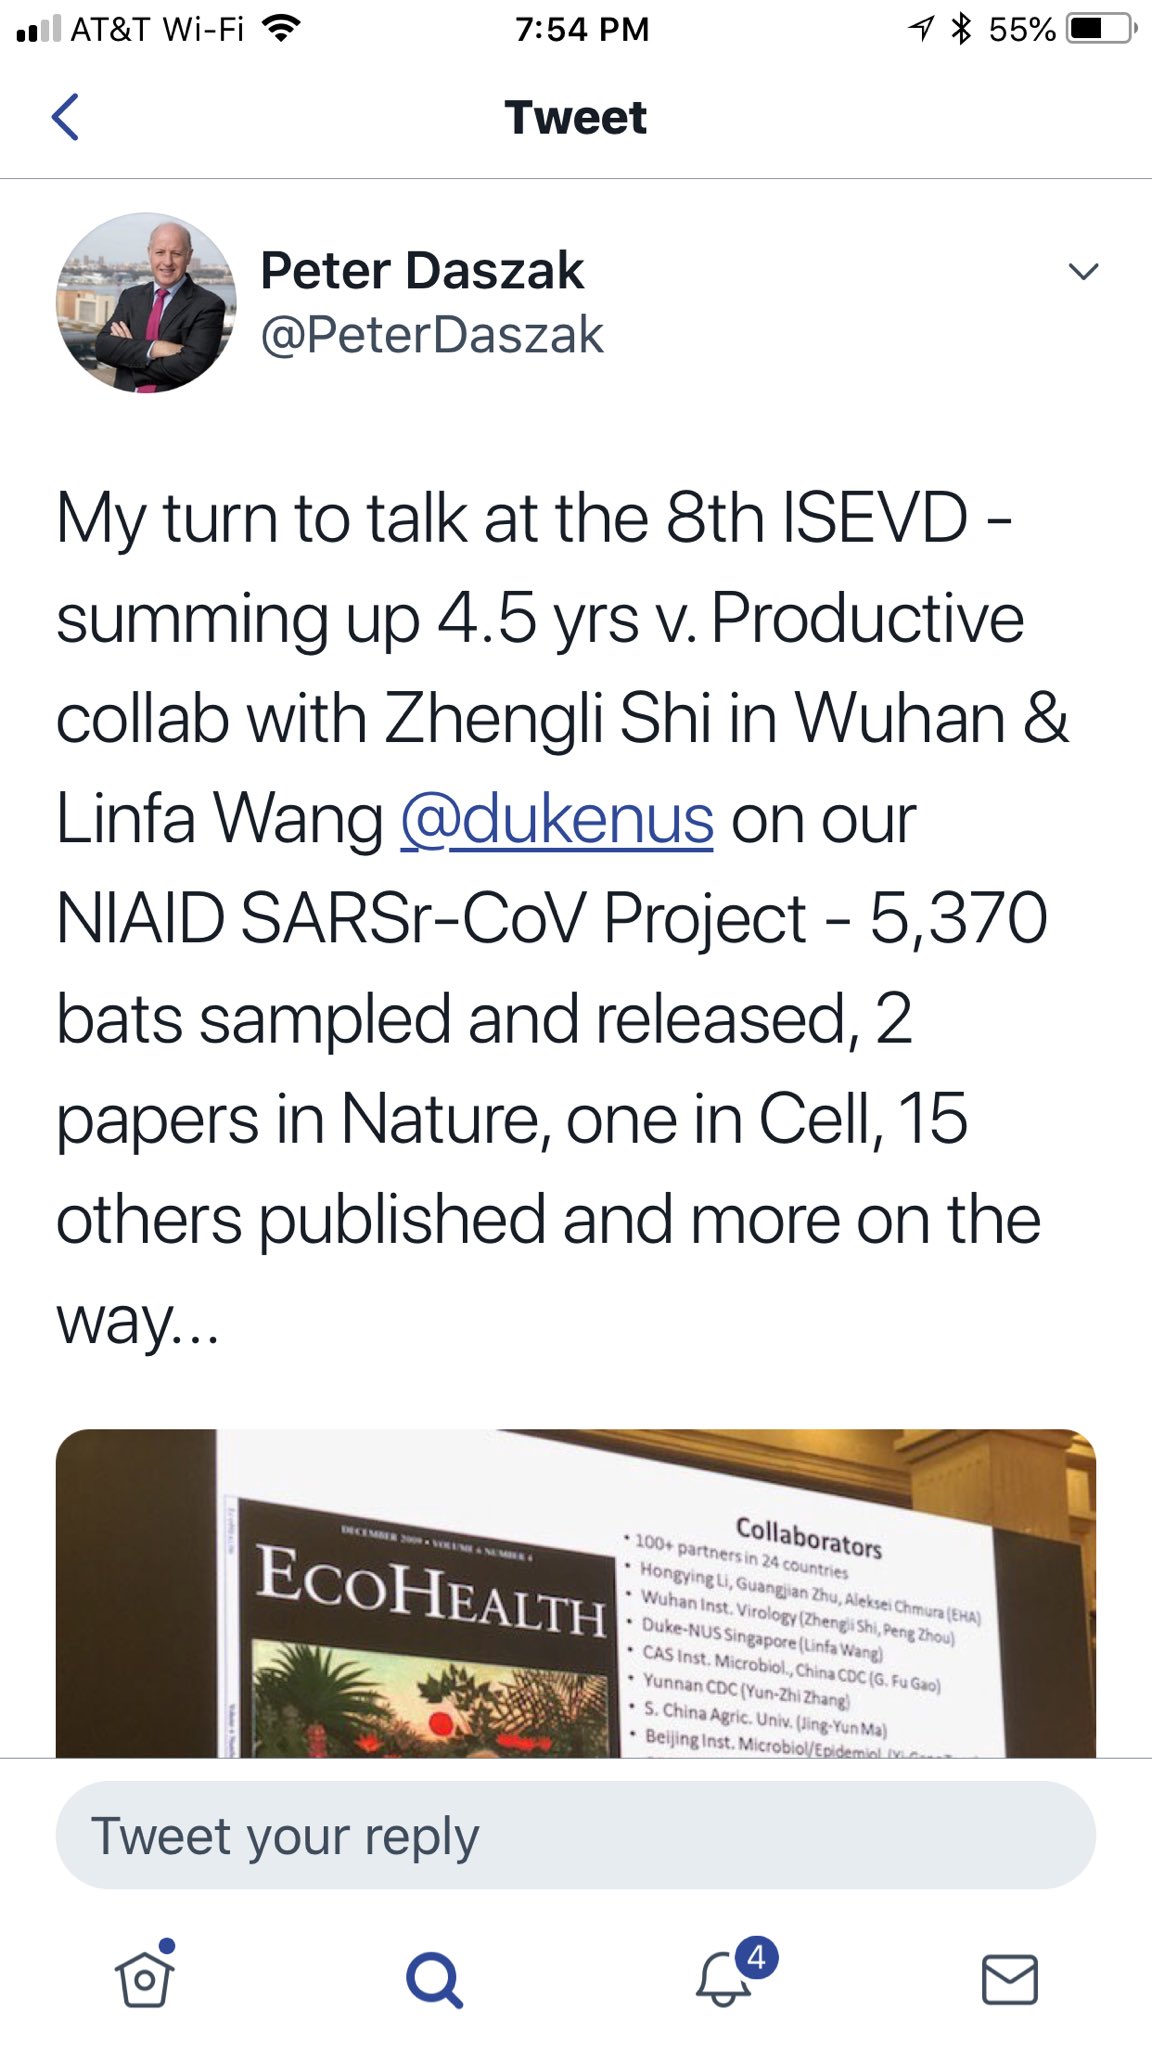 AT&T Wi-Fi 7:54 PM 55%
Tweet
Peter Daszak
@PeterDaszak
My turn to talk at the 8th ISEVD -
summing up 4.5 yrs v. Productive
collab with Zhengli Shi in Wuhan &
Linfa Wang @dukenus on our
NIAID SARSr-CoV Project - 5,370
bats sampled and released, 2
papers in Nature, one in Cell, 15
others published and more on the
way...
DECEMBER 2009 • VOLUME 6 NUMBER 4
ECOHEALTH
Collaborators
• 100+ partners in 24 countries
• Hongying Li, Guangjian Zhu, Aleksei Chmura (EHA)
• Wuhan Inst. Virology (Zhengli Shi, Peng Zhou)
• Duke-NUS Singapore (Linfa Wang)
• CAS Inst. Microbiol., China CDC (G. Fu Gao)
• Yunnan CDC (Yun-Zhi Zhang)
• S. China Agric. Univ. (Jing-Yun Ma)
• Beijing Inst. Microbiol/Epidemiol
Tweet your reply
4